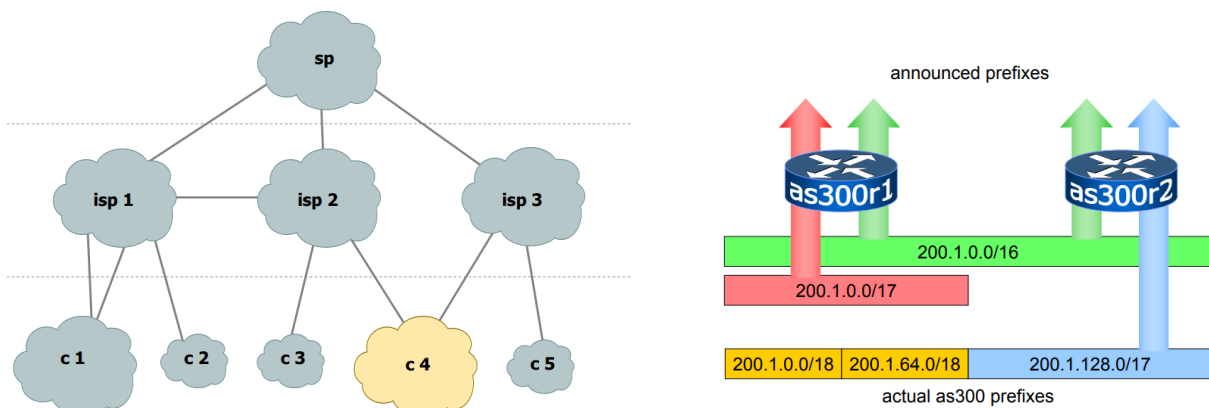 sp
isp 1
isp 2
isp 3
c 1
c 2
c 3
c 4
c 5
announced prefixes
as300r1
as300r2
200.1.0.0/16
200.1.0.0/17
200.1.0.0/18
200.1.64.0/18
200.1.128.0/17
actual as300 prefixes